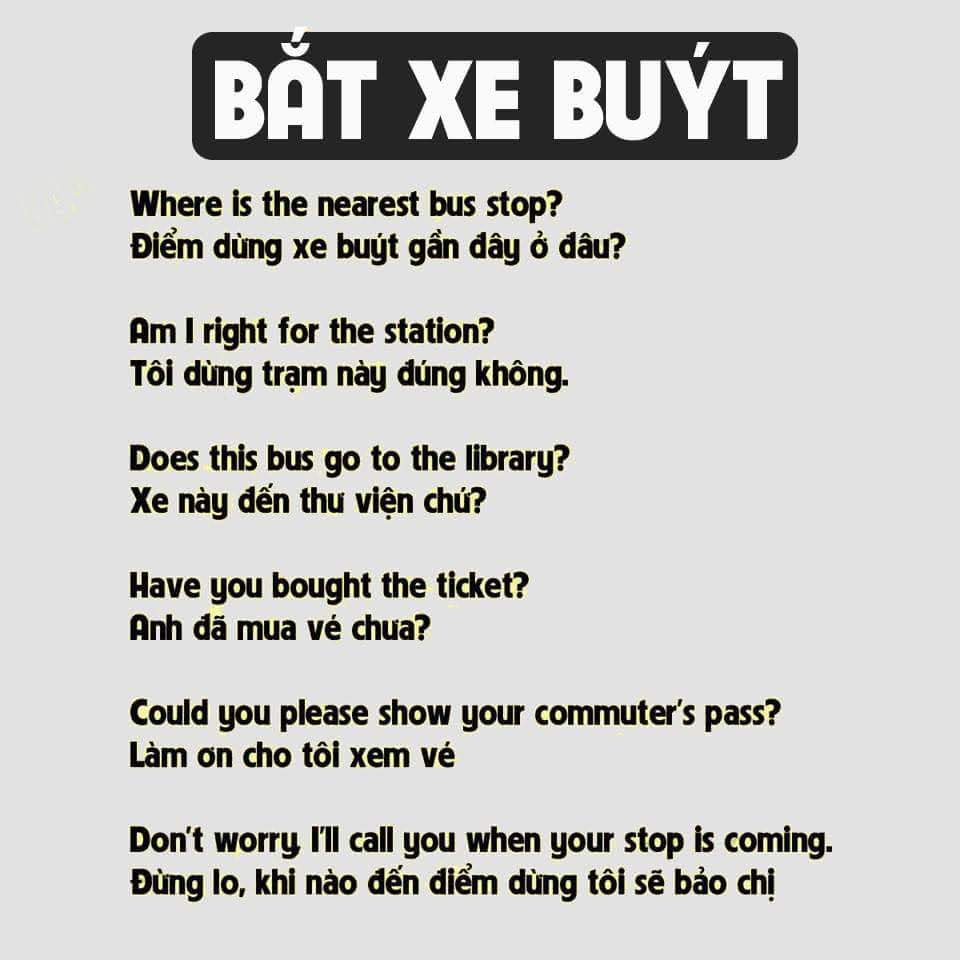 BẮT XE BUÝT
Where is the nearest bus stop?
Điểm dừng xe buýt gần đây ở đâu?
Am I right for the station?
Tôi dừng trạm này đúng không.
Does this bus go to the library?
Xe này đến thư viện chứ?
Have you bought the ticket?
Anh đã mua vé chưa?
Could you please show your commuter's pass?
Làm ơn cho tôi xem vé
Don't worry, I'll call you when your stop is coming.
Đừng lo, khi nào đến điểm dừng tôi sẽ bảo chị